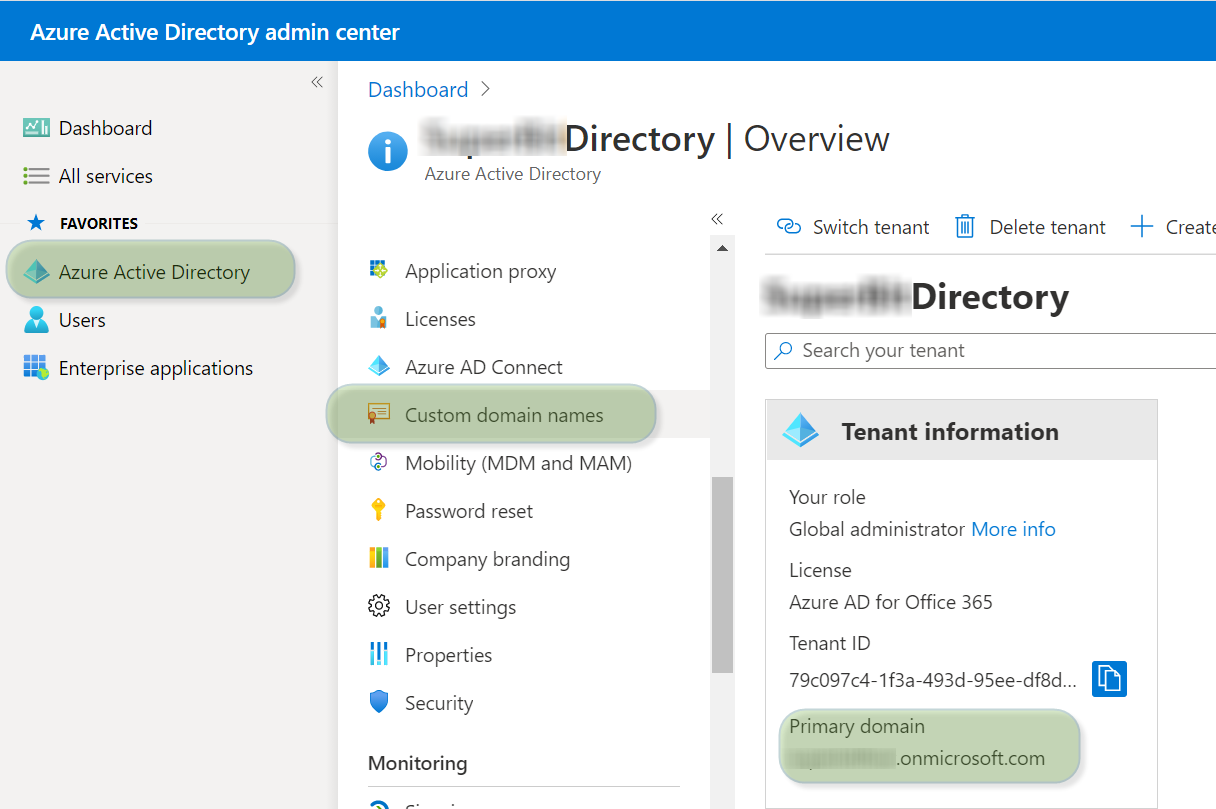 Azure Active Directory admin center
Dashboard
All services
FAVORITES
Azure Active Directory
Users
Enterprise applications
Dashboard
Directory | Overview
Azure Active Directory
Application proxy
Licenses
Azure AD Connect
Custom domain names
Mobility (MDM and MAM)
Password reset
Company branding
User settings
Properties
Security
Monitoring
Switch tenant
Delete tenant
Create
Directory
Search your tenant
Tenant information
Your role
Global administrator More info
License
Azure AD for Office 365
Tenant ID
79c097c4-1f3a-493d-95ee-df8d...
Primary domain
.onmicrosoft.com